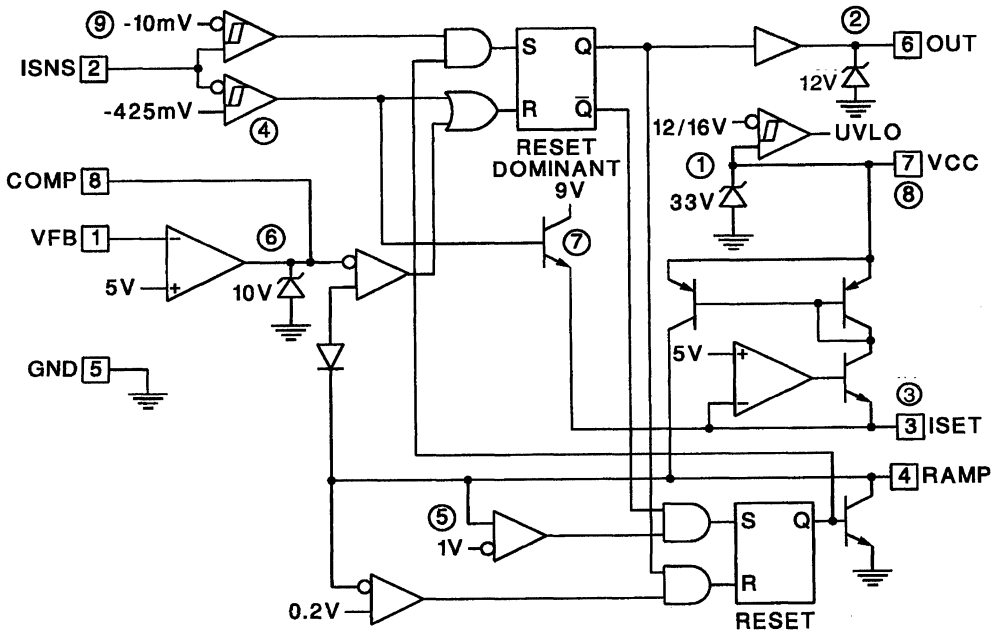 ⑨ -10mV
ISNS 2
-425mV
④
S Q
R Q̅
RESET
DOMINANT
②
6 OUT
12V
12/16V
UVLO
①
7 VCC
33V
⑧
COMP 8
VFB 1
-
+
5V
⑥
10V
9V
⑦
GND 5
5V
+
-
③
3 ISET
4 RAMP
⑤
1V
0.2V
S Q
R
RESET